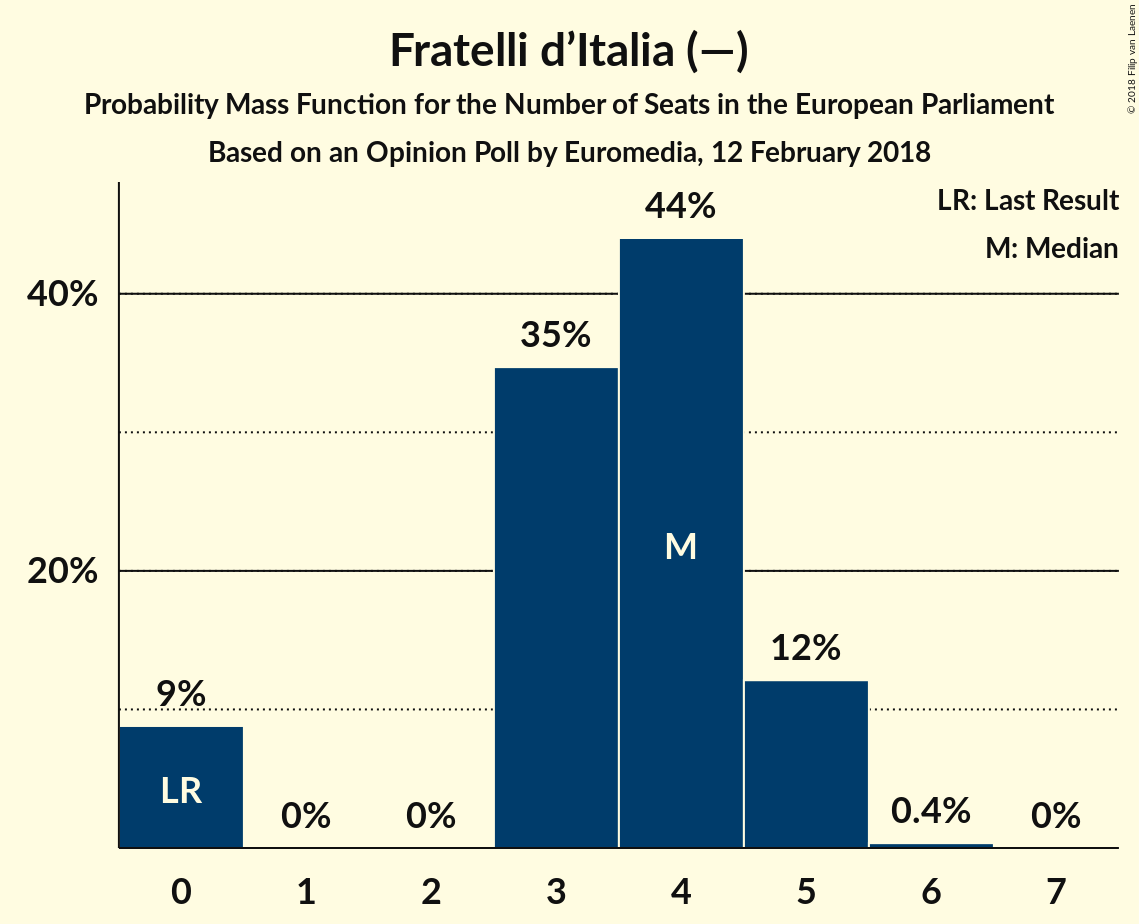 Fratelli d’Italia (—)
Probability Mass Function for the Number of Seats in the European Parliament
Based on an Opinion Poll by Euromedia, 12 February 2018
© 2018 Filip van Laenen
LR: Last Result
M: Median
40%
20%
9%
0%
0%
35%
44%
12%
0.4%
0%
LR
M
0 1 2 3 4 5 6 7